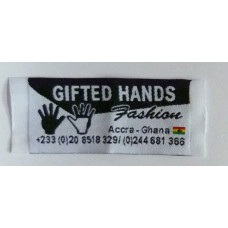 GIFTED HANDS
Fashion
Accra - Ghana
+233 (0)20 8518 329/ (0)244 681 366